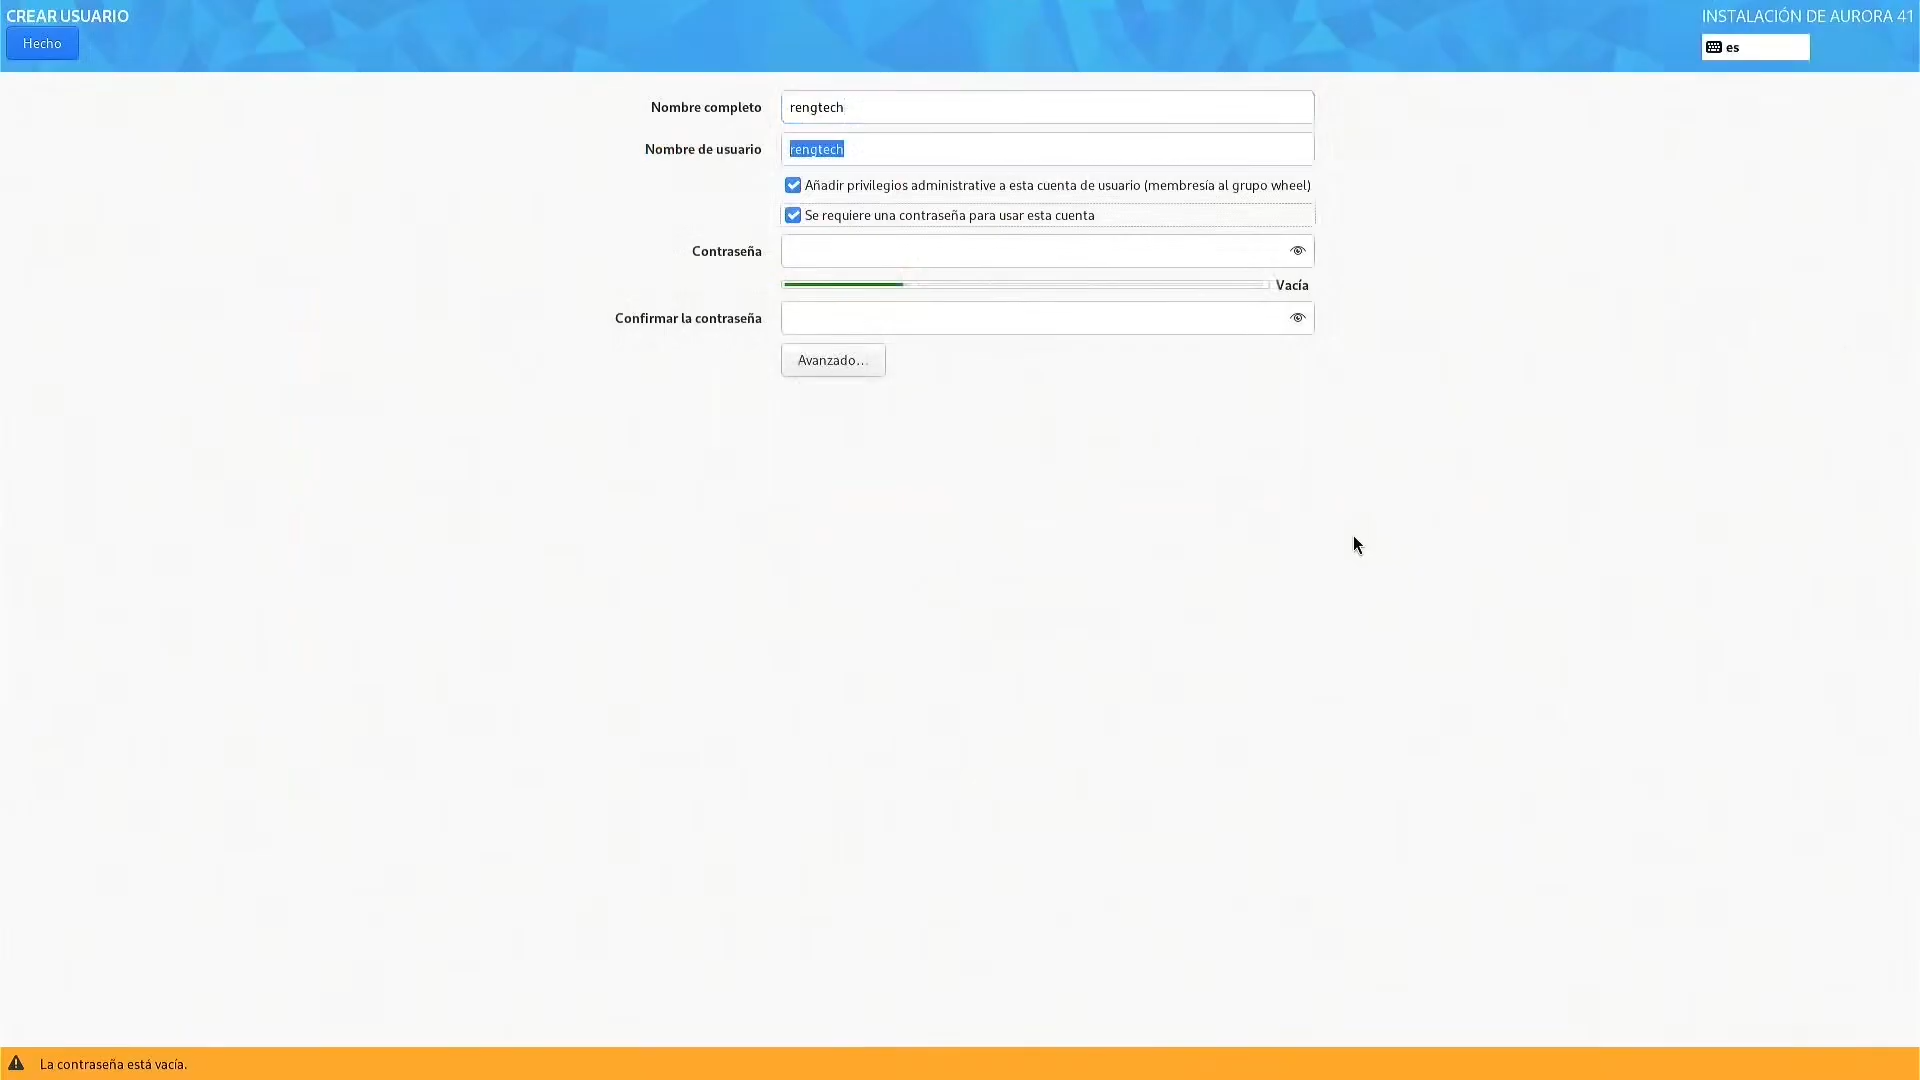 CREAR USUARIO
INSTALACIÓN DE AURORA 41
Hecho
es
Nombre completo
rengtech
Nombre de usuario
rengtech
Añadir privilegios administrative a esta cuenta de usuario (membresía al grupo wheel)
Se requiere una contraseña para usar esta cuenta
Contraseña
Vacía
Confirmar la contraseña
Avanzado...
La contraseña está vacía.